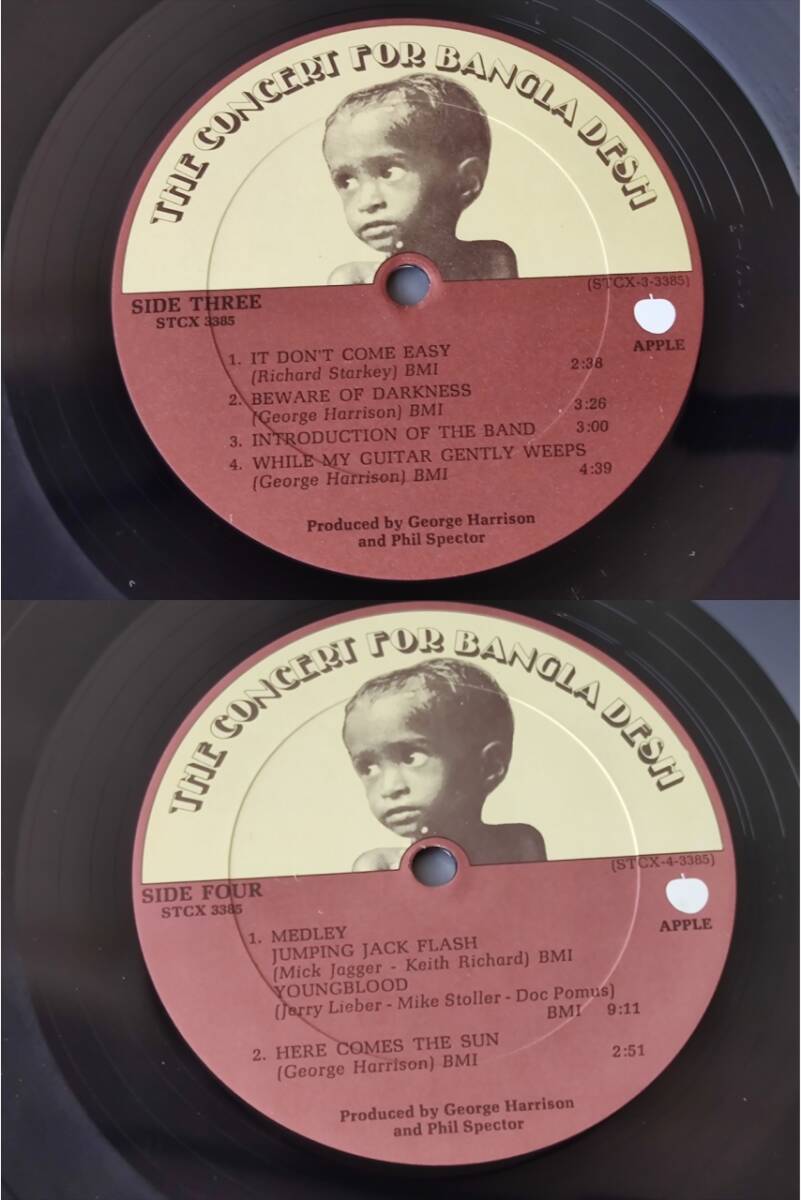 THE CONCERT FOR BANGLA DESH
SIDE THREE
STCX 3385
(STCX-3-3385)
APPLE
1. IT DON'T COME EASY
(Richard Starkey) BMI 2:38
2. BEWARE OF DARKNESS
(George Harrison) BMI 3:26
3. INTRODUCTION OF THE BAND 3:00
4. WHILE MY GUITAR GENTLY WEEPS
(George Harrison) BMI 4:39
Produced by George Harrison
and Phil Spector
THE CONCERT FOR BANGLA DESH
SIDE FOUR
STCX 3385
(STCX-4-3385)
APPLE
1. MEDLEY
JUMPING JACK FLASH
(Mick Jagger - Keith Richard) BMI
YOUNGBLOOD
(Jerry Lieber - Mike Stoller - Doc Pomus)
BMI 9:11
2. HERE COMES THE SUN
(George Harrison) BMI 2:51
Produced by George Harrison
and Phil Spector